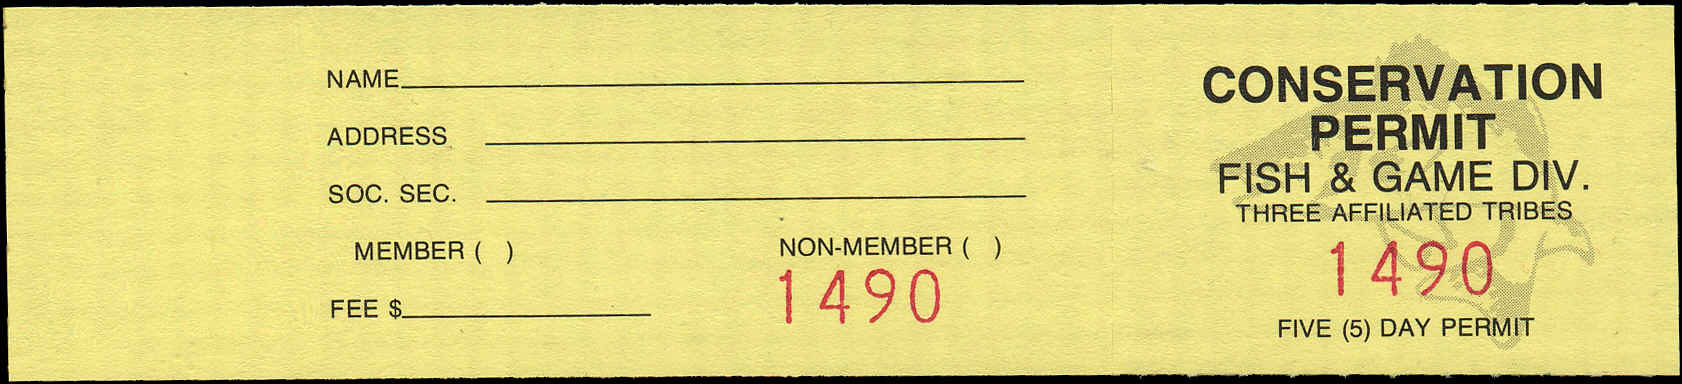 NAME
ADDRESS
SOC. SEC.
MEMBER ( ) NON-MEMBER ( )
1490
FEE $
CONSERVATION
PERMIT
FISH & GAME DIV.
THREE AFFILIATED TRIBES
1490
FIVE (5) DAY PERMIT